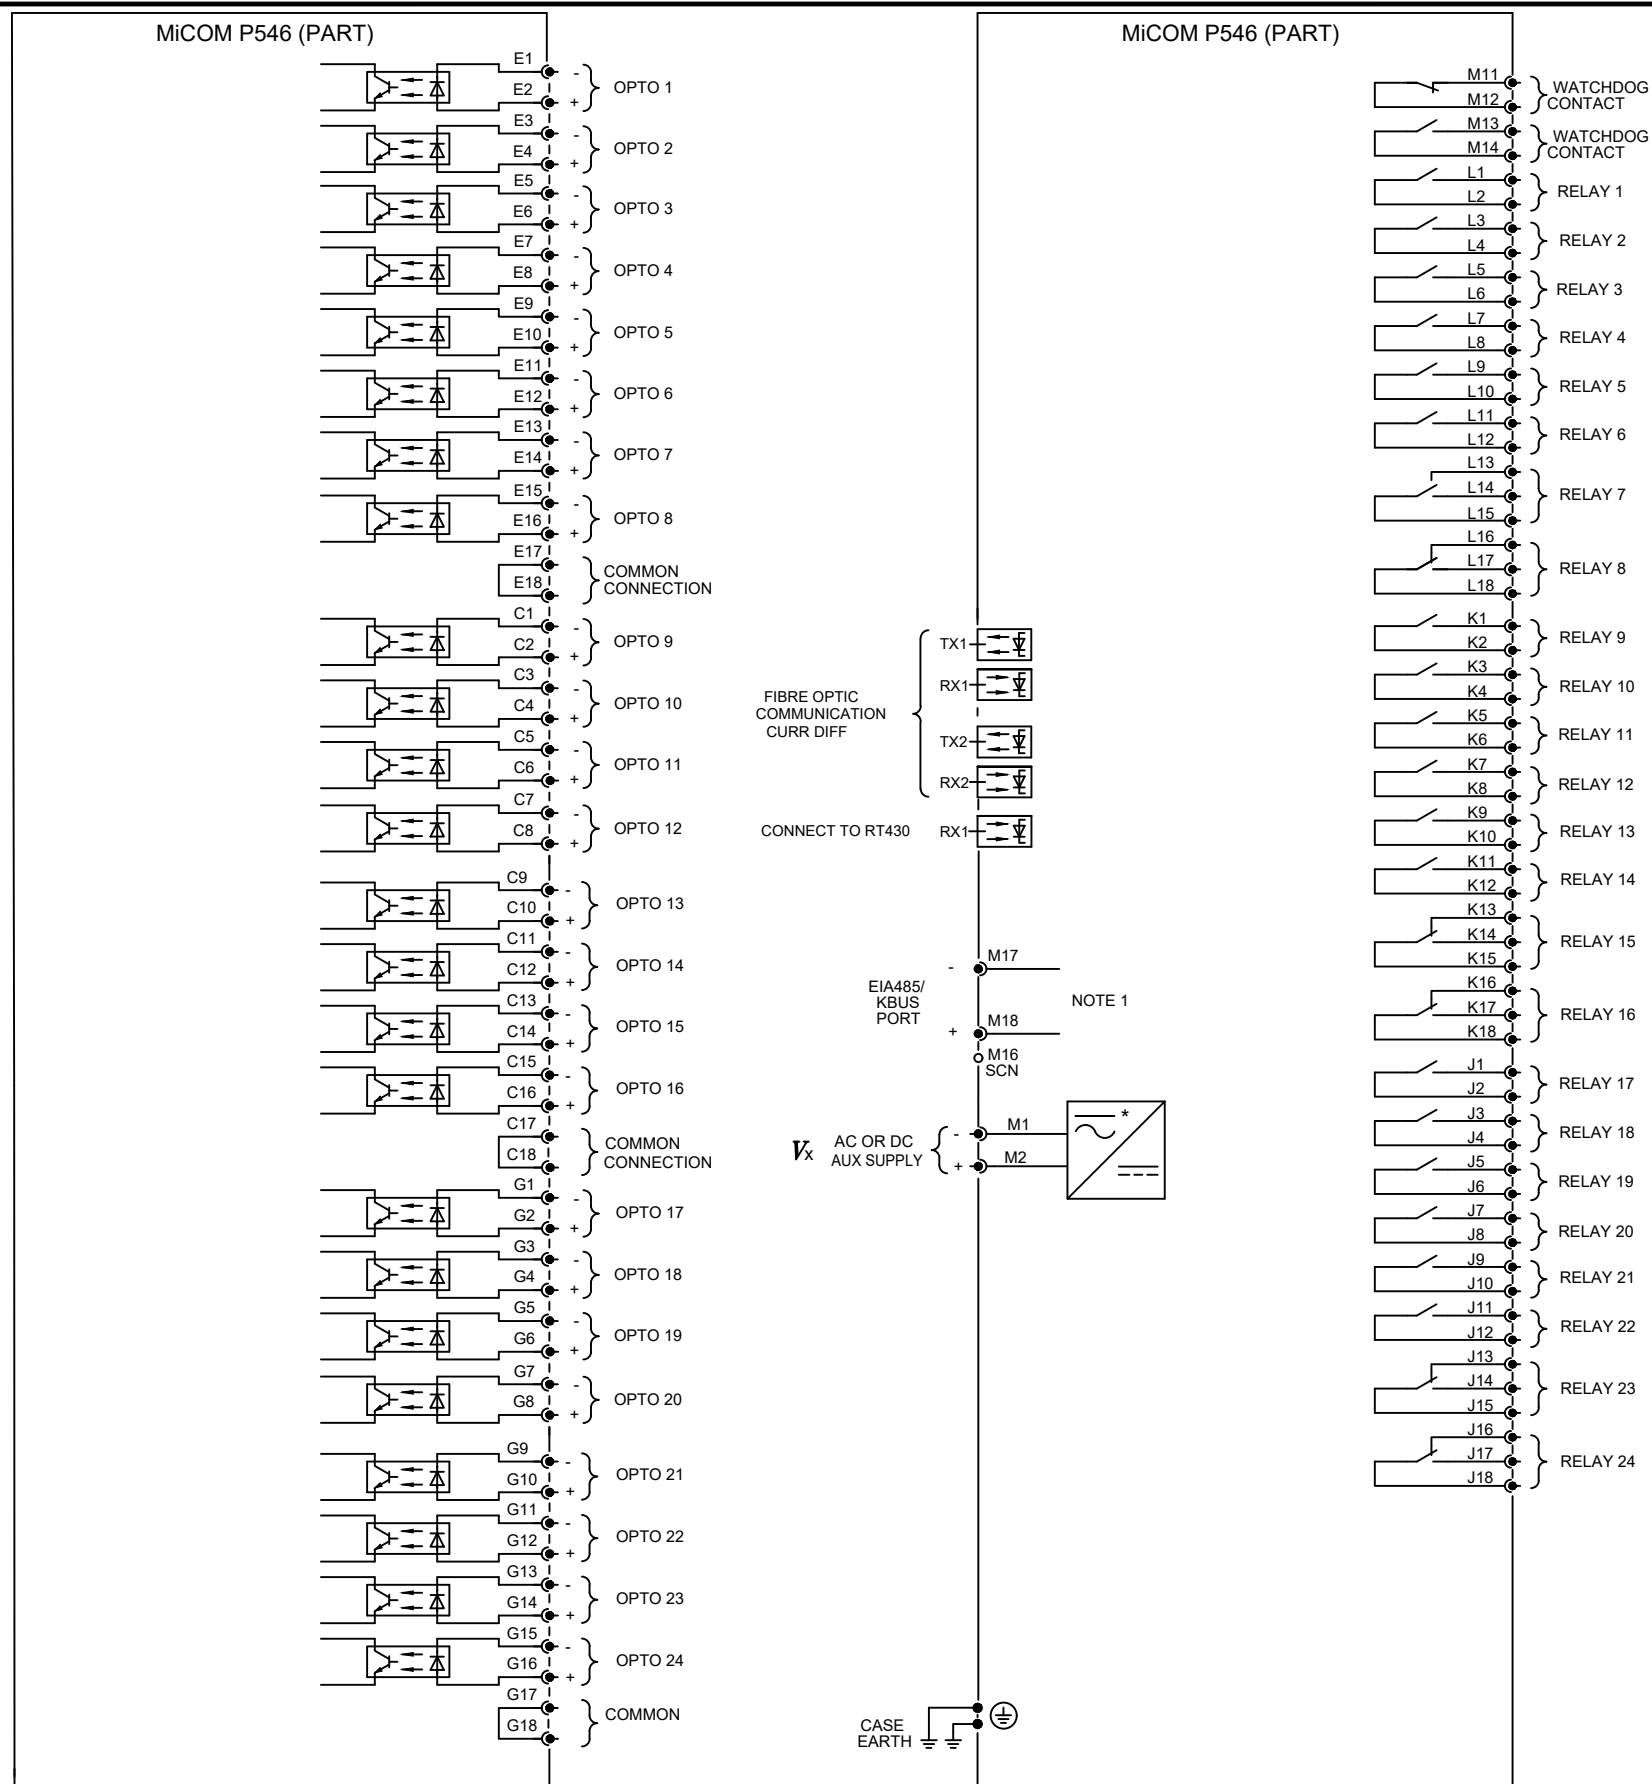 MiCOM P546 (PART)
E1
-
E2
+
OPTO 1
E3
-
E4
+
OPTO 2
E5
-
E6
+
OPTO 3
E7
-
E8
+
OPTO 4
E9
-
E10
+
OPTO 5
E11
-
E12
+
OPTO 6
E13
-
E14
+
OPTO 7
E15
-
E16
+
OPTO 8
E17
E18
COMMON
CONNECTION
C1
-
C2
+
OPTO 9
C3
-
C4
+
OPTO 10
C5
-
C6
+
OPTO 11
C7
-
C8
+
OPTO 12
C9
-
C10
+
OPTO 13
C11
-
C12
+
OPTO 14
C13
-
C14
+
OPTO 15
C15
-
C16
+
OPTO 16
C17
C18
COMMON
CONNECTION
G1
-
G2
+
OPTO 17
G3
-
G4
+
OPTO 18
G5
-
G6
+
OPTO 19
G7
-
G8
+
OPTO 20
G9
-
G10
+
OPTO 21
G11
-
G12
+
OPTO 22
G13
-
G14
+
OPTO 23
G15
-
G16
+
OPTO 24
G17
G18
COMMON
MiCOM P546 (PART)
FIBRE OPTIC
COMMUNICATION
CURR DIFF
TX1
RX1
TX2
RX2
CONNECT TO RT430
RX1
EIA485/
KBUS
PORT
-
M17
+
M18
NOTE 1
M16
SCN
Vx
AC OR DC
AUX SUPPLY
-
M1
+
M2
*
CASE
EARTH
M11
M12
WATCHDOG
CONTACT
M13
M14
WATCHDOG
CONTACT
L1
L2
RELAY 1
L3
L4
RELAY 2
L5
L6
RELAY 3
L7
L8
RELAY 4
L9
L10
RELAY 5
L11
L12
RELAY 6
L13
L14
L15
RELAY 7
L16
L17
L18
RELAY 8
K1
K2
RELAY 9
K3
K4
RELAY 10
K5
K6
RELAY 11
K7
K8
RELAY 12
K9
K10
RELAY 13
K11
K12
RELAY 14
K13
K14
K15
RELAY 15
K16
K17
K18
RELAY 16
J1
J2
RELAY 17
J3
J4
RELAY 18
J5
J6
RELAY 19
J7
J8
RELAY 20
J9
J10
RELAY 21
J11
J12
RELAY 22
J13
J14
J15
RELAY 23
J16
J17
J18
RELAY 24